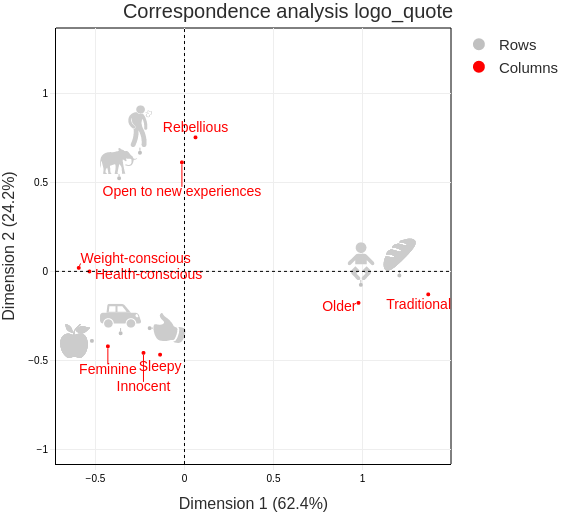 Correspondence analysis logo_quote
Rows
Columns
Rebellious
Open to new experiences
Weight-conscious
Health-conscious
Older
Traditional
Feminine
Sleepy
Innocent
1
0.5
0
−0.5
−1
−0.5
0
0.5
1
Dimension 2 (24.2%)
Dimension 1 (62.4%)